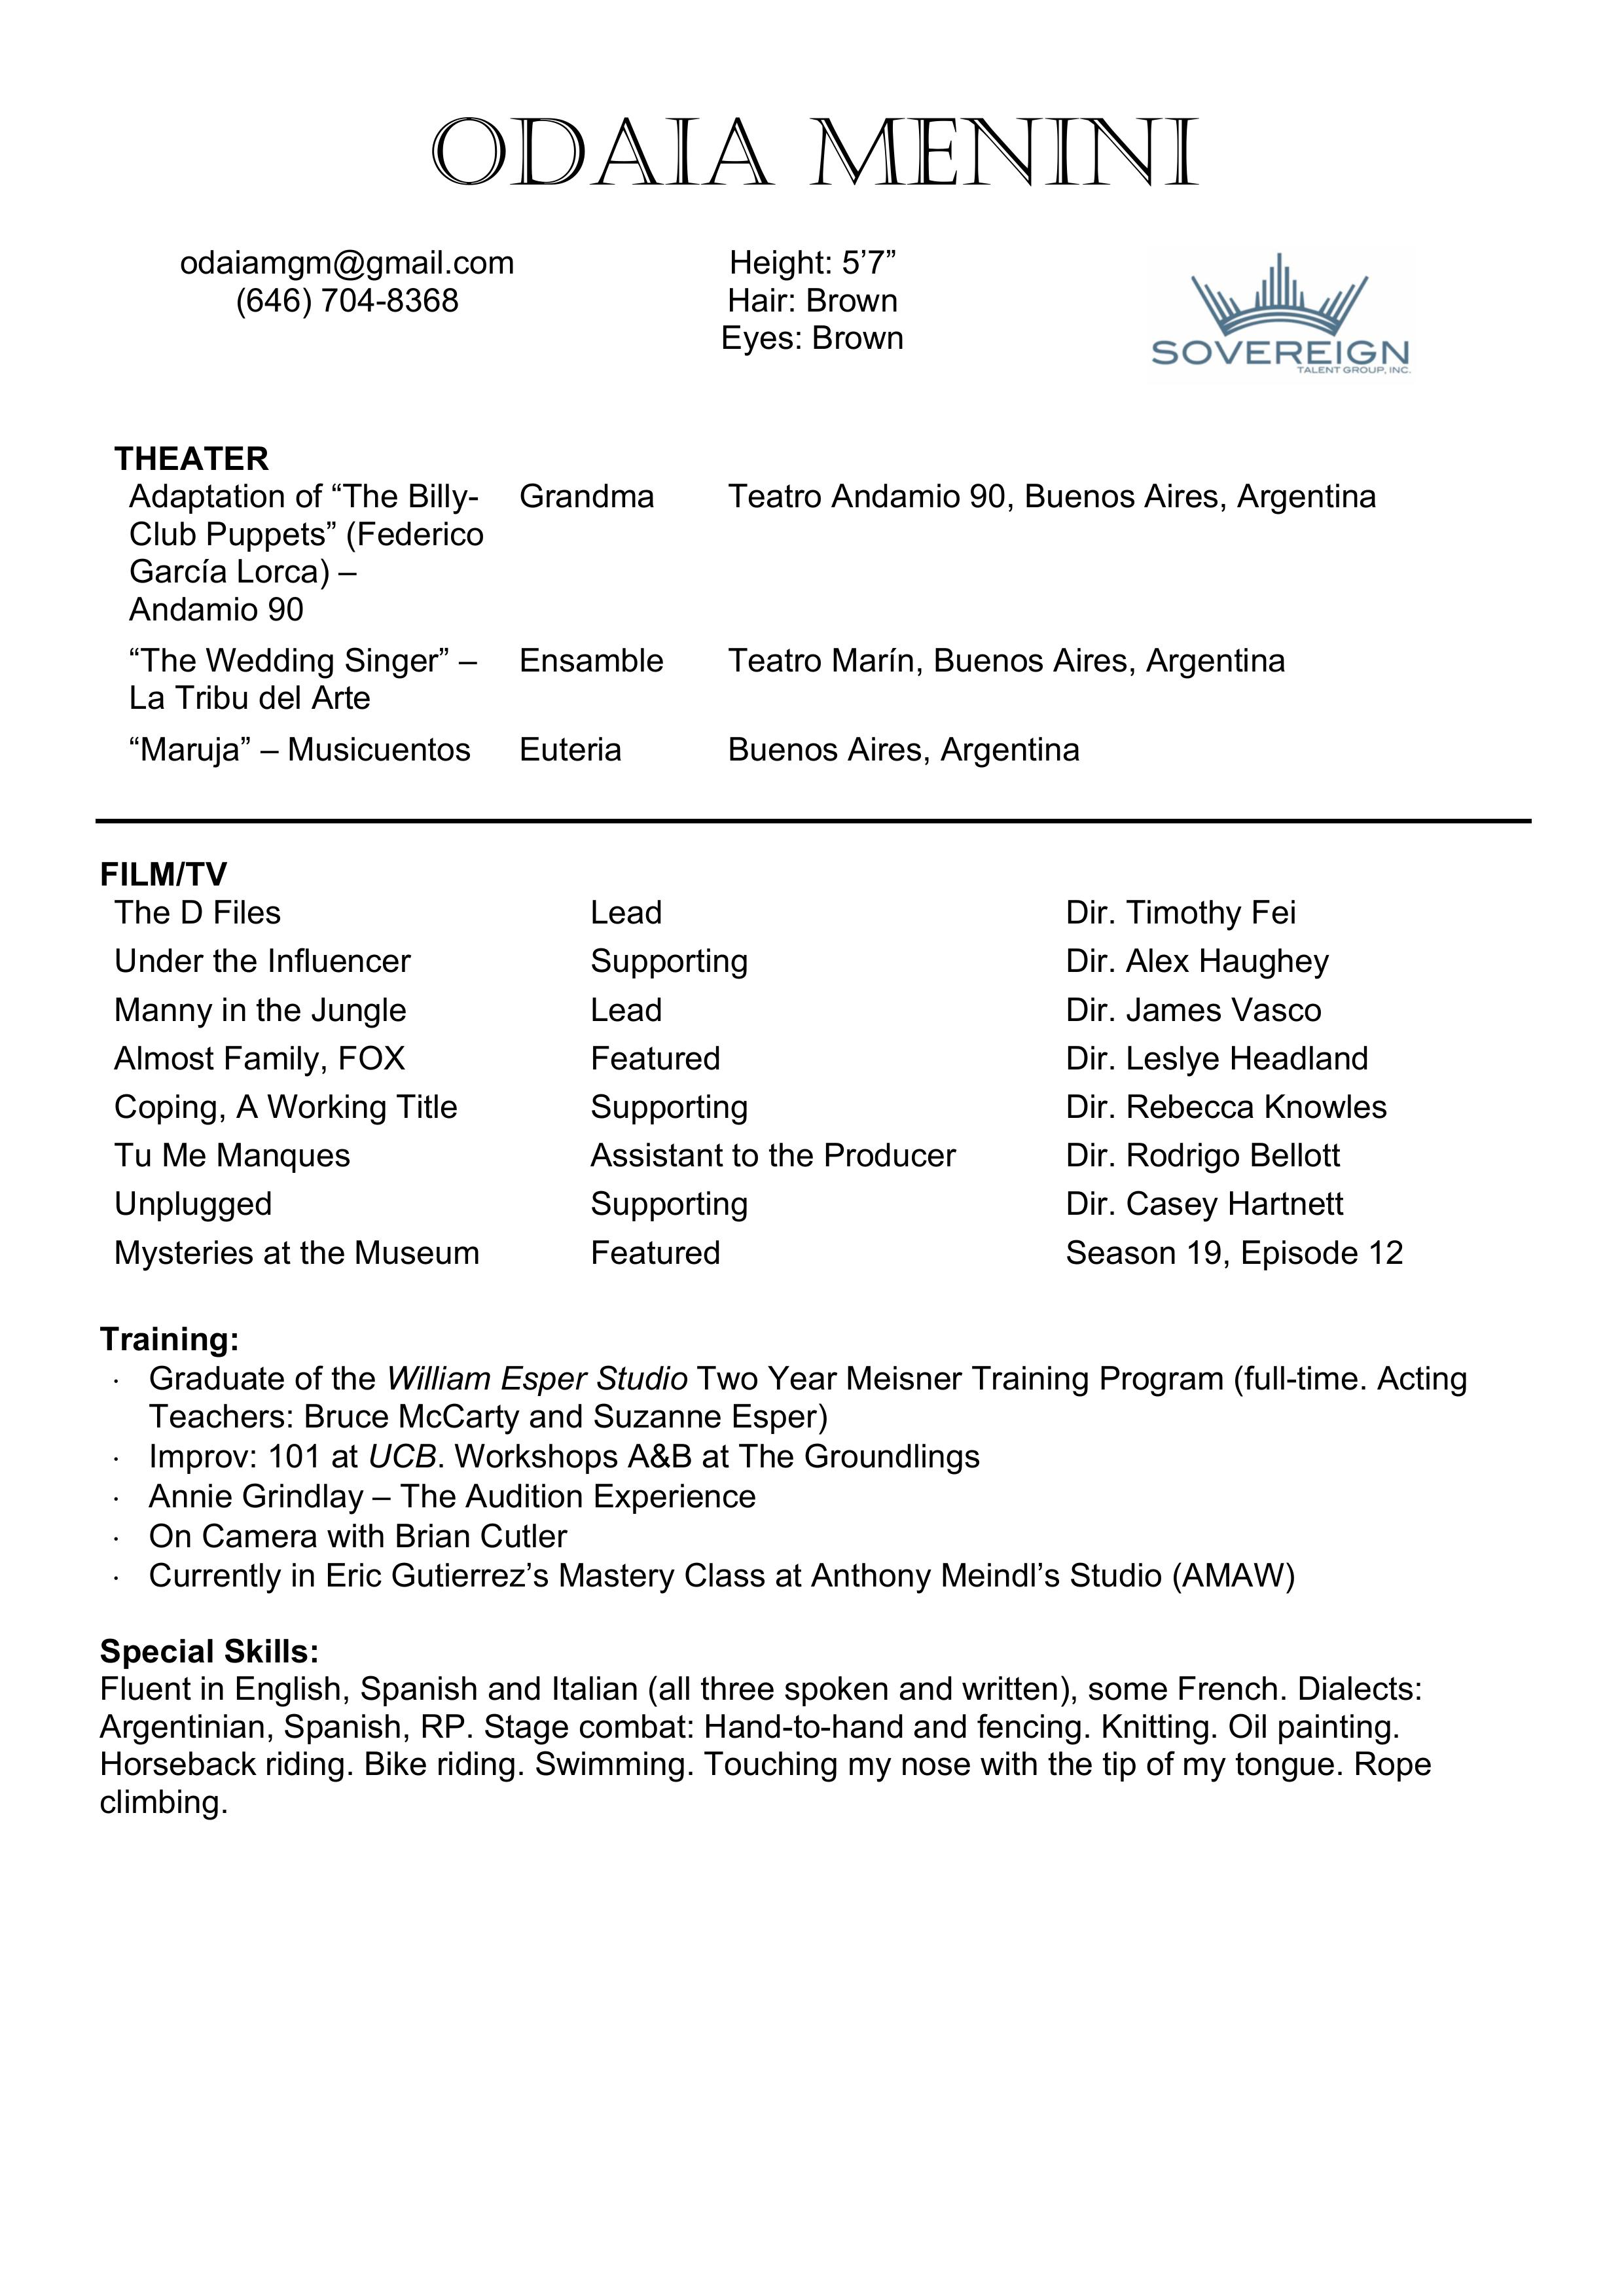 ODAIA MENINI
odaiamgm@gmail.com
(646) 704-8368
Height: 5’7”
Hair: Brown
Eyes: Brown
SOVEREIGN
TALENT GROUP, INC.
THEATER
Adaptation of “The Billy-
Club Puppets” (Federico
García Lorca) –
Andamio 90
Grandma
Teatro Andamio 90, Buenos Aires, Argentina
“The Wedding Singer” –
La Tribu del Arte
Ensamble
Teatro Marín, Buenos Aires, Argentina
“Maruja” – Musicuentos
Euteria
Buenos Aires, Argentina
FILM/TV
The D Files Lead Dir. Timothy Fei
Under the Influencer Supporting Dir. Alex Haughey
Manny in the Jungle Lead Dir. James Vasco
Almost Family, FOX Featured Dir. Leslye Headland
Coping, A Working Title Supporting Dir. Rebecca Knowles
Tu Me Manques Assistant to the Producer Dir. Rodrigo Bellott
Unplugged Supporting Dir. Casey Hartnett
Mysteries at the Museum Featured Season 19, Episode 12
Training:
· Graduate of the William Esper Studio Two Year Meisner Training Program (full-time. Acting
Teachers: Bruce McCarty and Suzanne Esper)
· Improv: 101 at UCB. Workshops A&B at The Groundlings
· Annie Grindlay – The Audition Experience
· On Camera with Brian Cutler
· Currently in Eric Gutierrez’s Mastery Class at Anthony Meindl’s Studio (AMAW)
Special Skills:
Fluent in English, Spanish and Italian (all three spoken and written), some French. Dialects:
Argentinian, Spanish, RP. Stage combat: Hand-to-hand and fencing. Knitting. Oil painting.
Horseback riding. Bike riding. Swimming. Touching my nose with the tip of my tongue. Rope
climbing.